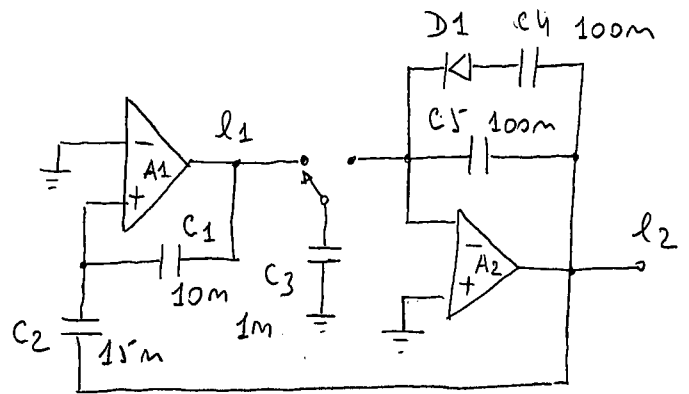 D1 C4 100n
C5 100n
l1
-
A1
+
C1
10n
C3
1n
C2 15n
-
A2
+
l2